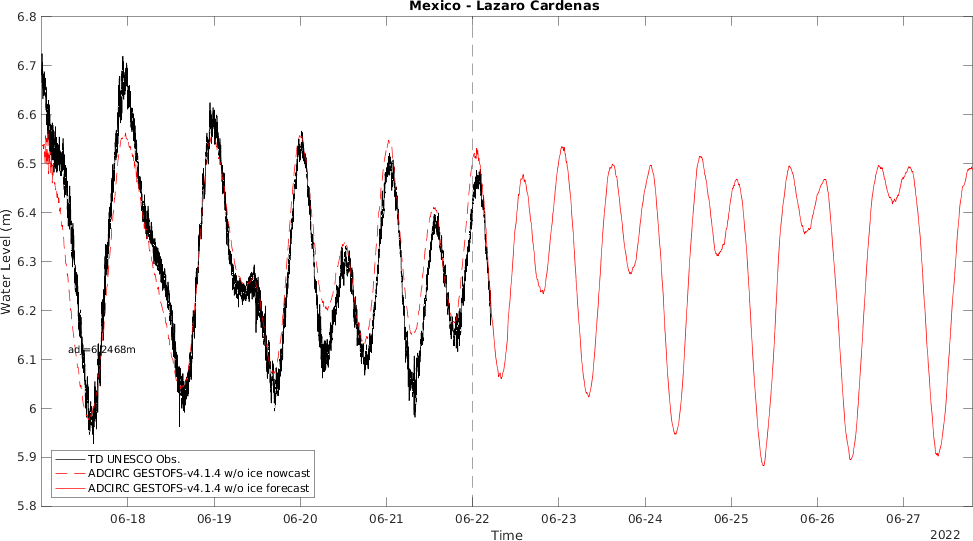 Mexico - Lazaro Cardenas
Water Level (m)
6.8
6.7
6.6
6.5
6.4
6.3
6.2
6.1
6
5.9
5.8
adj=6.2468m
TD UNESCO Obs.
ADCIRC GESTOFS-v4.1.4 w/o ice nowcast
ADCIRC GESTOFS-v4.1.4 w/o ice forecast
06-18 06-19 06-20 06-21 06-22 06-23 06-24 06-25 06-26 06-27
Time
2022